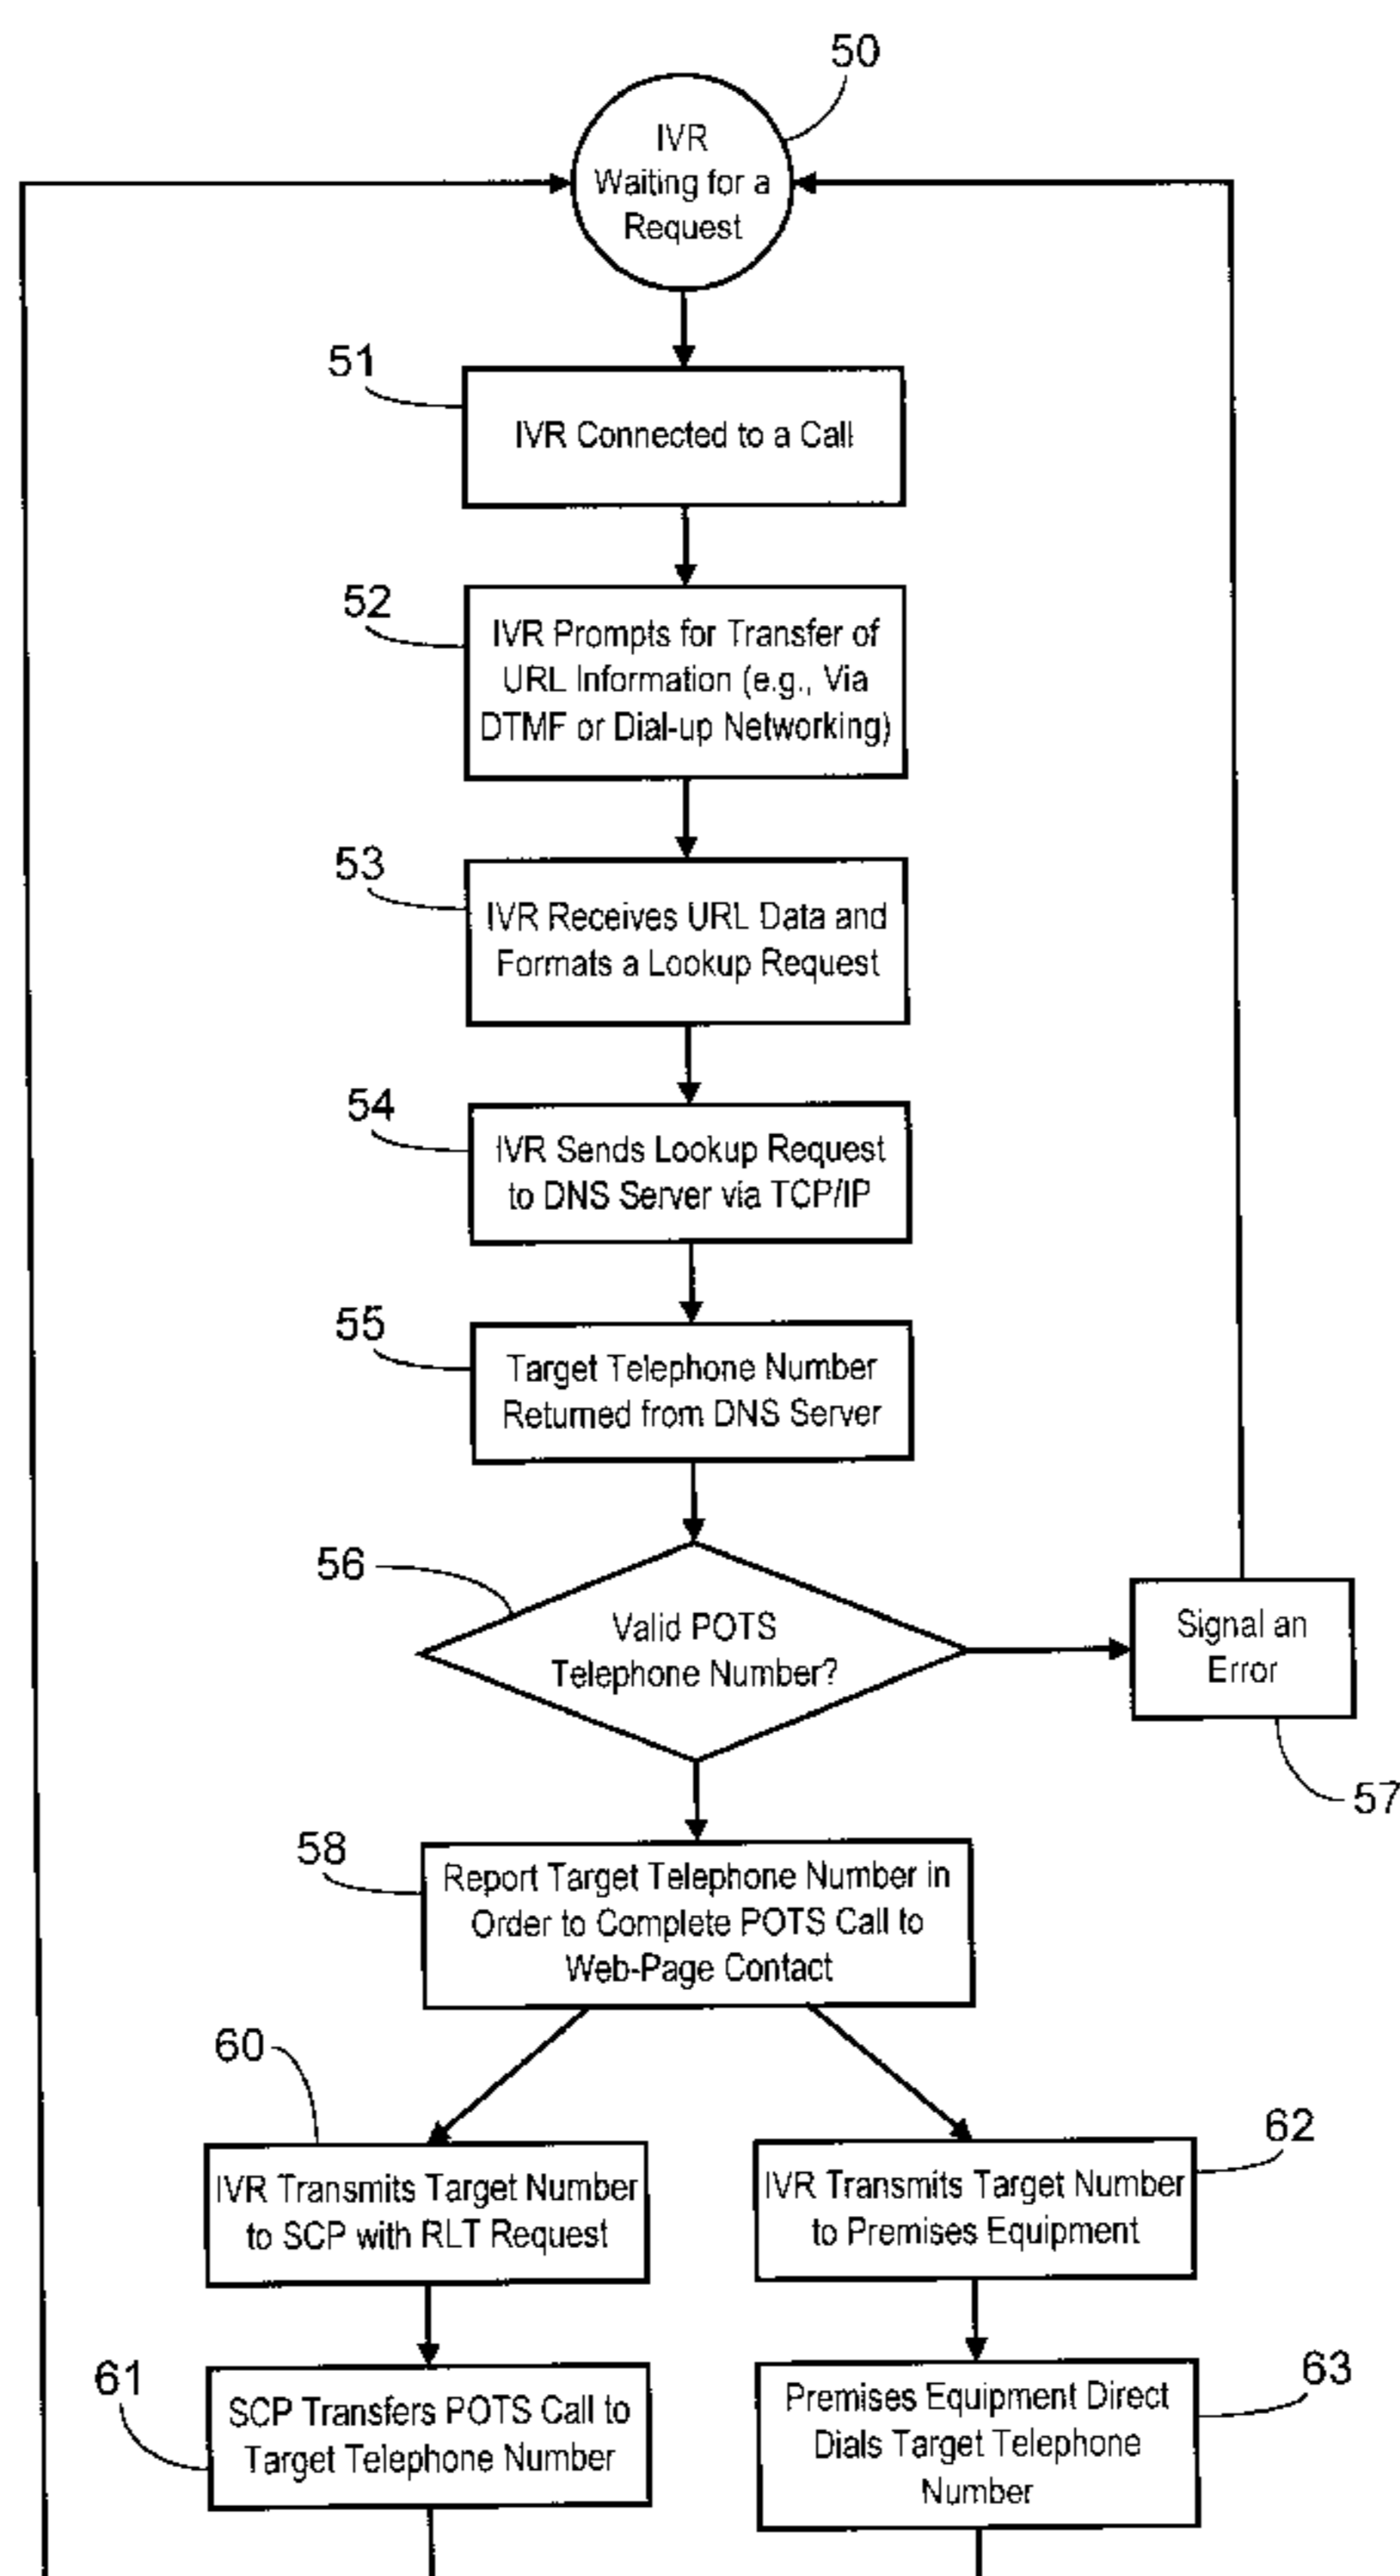 50
IVR
Waiting for a
Request
51
IVR Connected to a Call
52
IVR Prompts for Transfer of
URL Information (e.g., Via
DTMF or Dial-up Networking)
53
IVR Receives URL Data and
Formats a Lookup Request
54
IVR Sends Lookup Request
to DNS Server via TCP/IP
55
Target Telephone Number
Returned from DNS Server
56
Valid POTS
Telephone Number?
Signal an
Error
57
58
Report Target Telephone Number in
Order to Complete POTS Call to
Web-Page Contact
60
IVR Transmits Target Number
to SCP with RLT Request
62
IVR Transmits Target Number
to Premises Equipment
61
SCP Transfers POTS Call to
Target Telephone Number
63
Premises Equipment Direct
Dials Target Telephone
Number